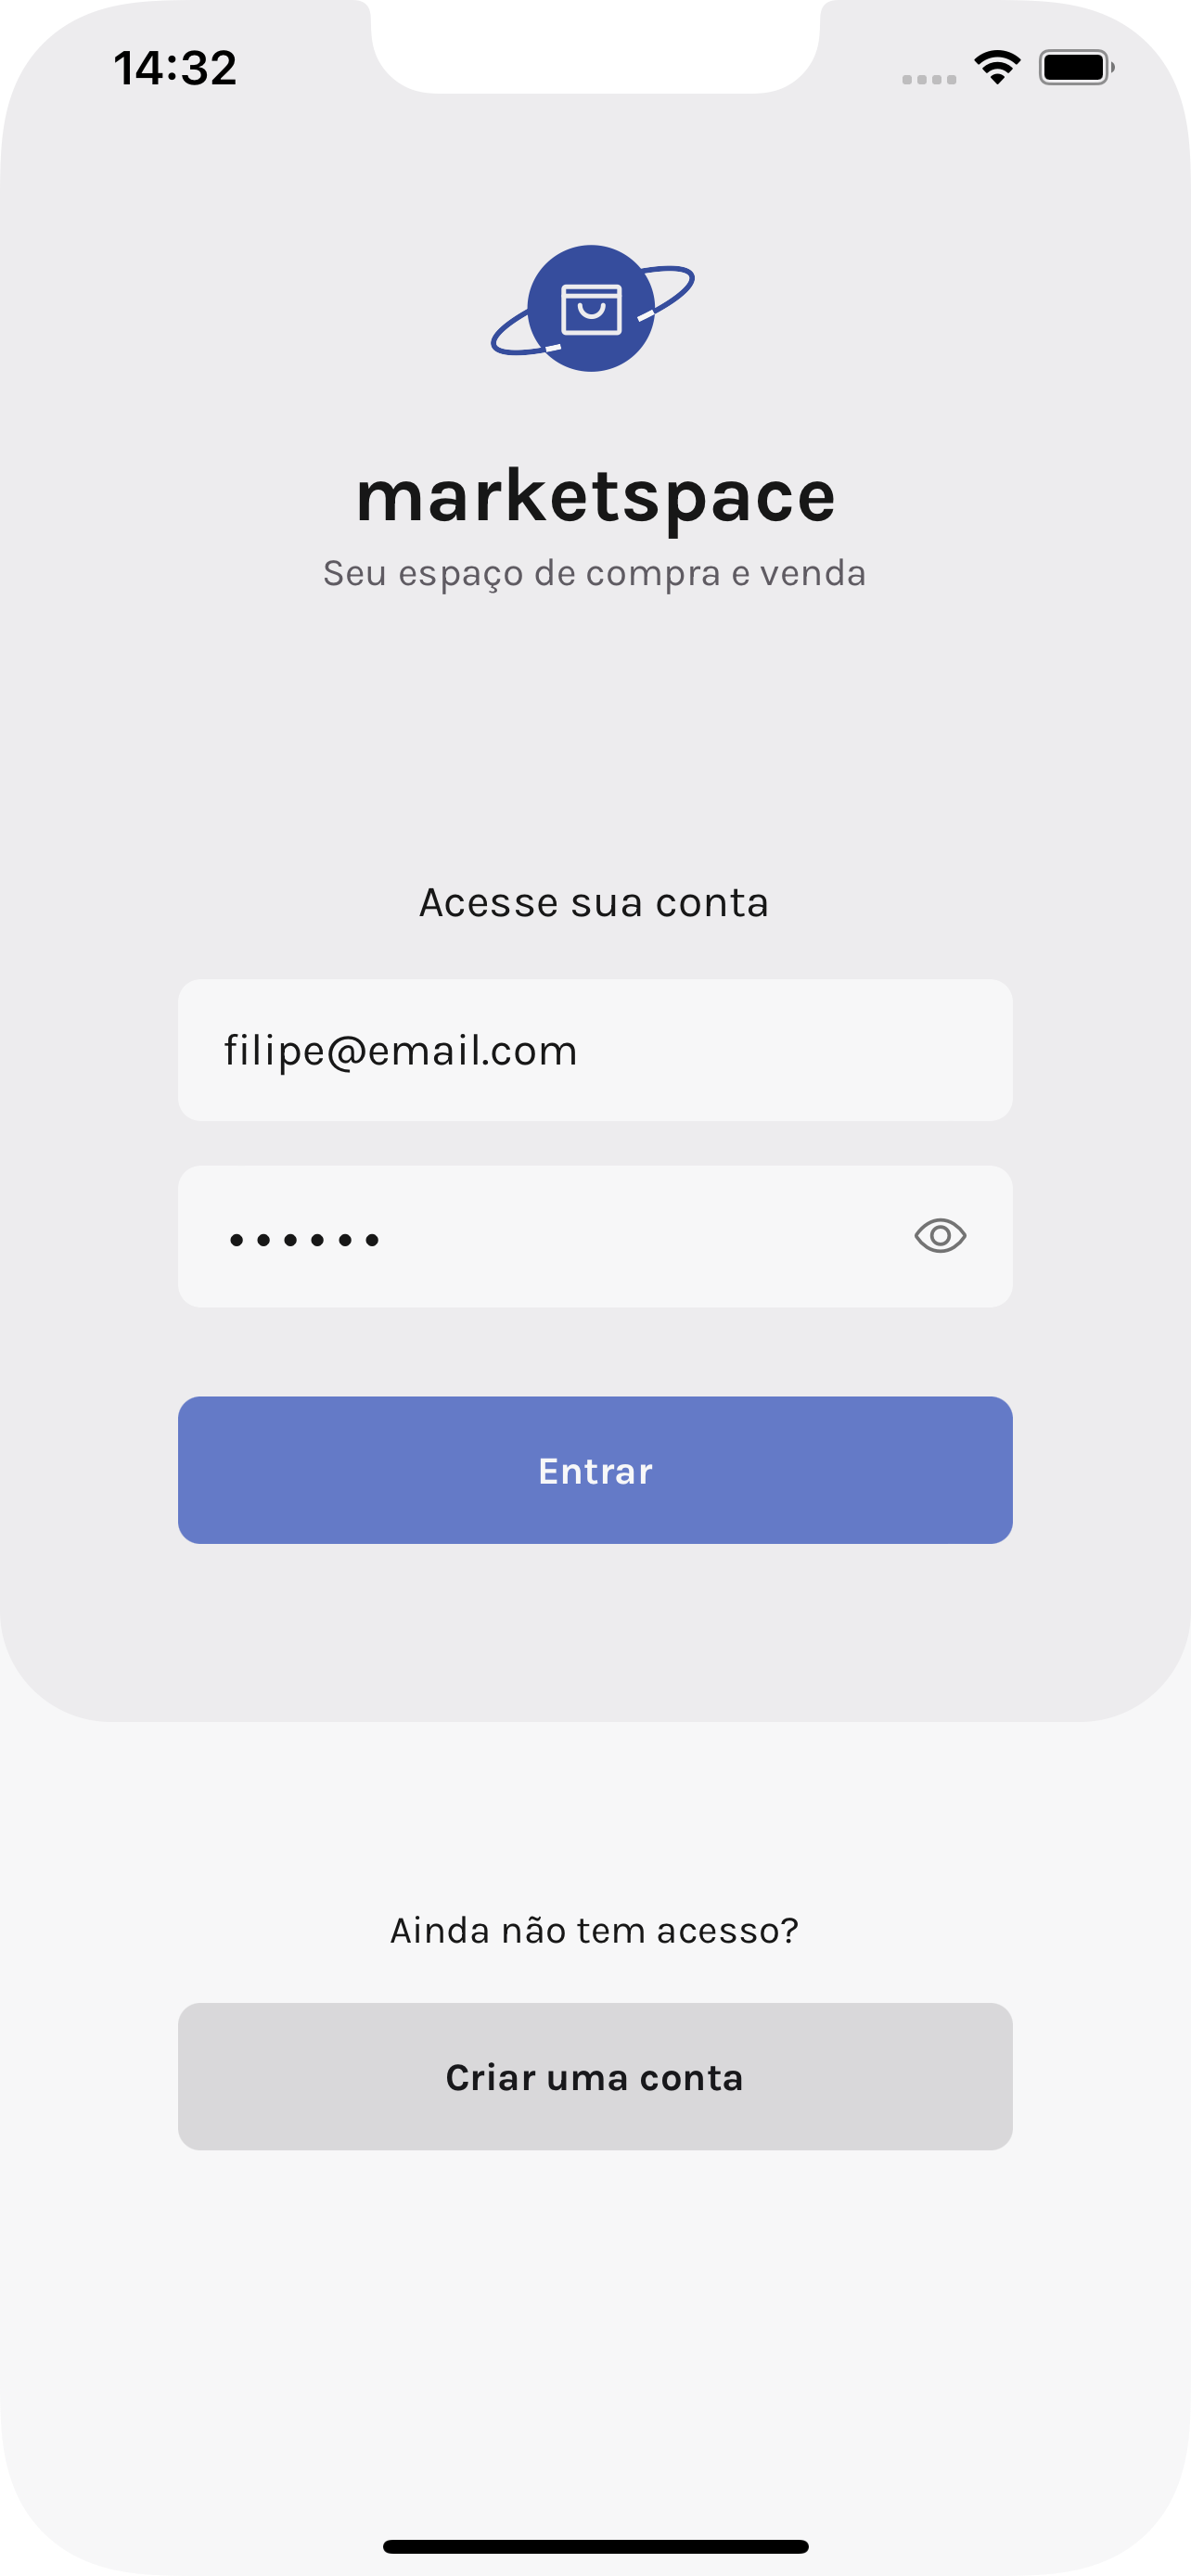 14:32
marketspace
Seu espaço de compra e venda
Acesse sua conta
filipe@email.com
••••••
Entrar
Ainda não tem acesso?
Criar uma conta